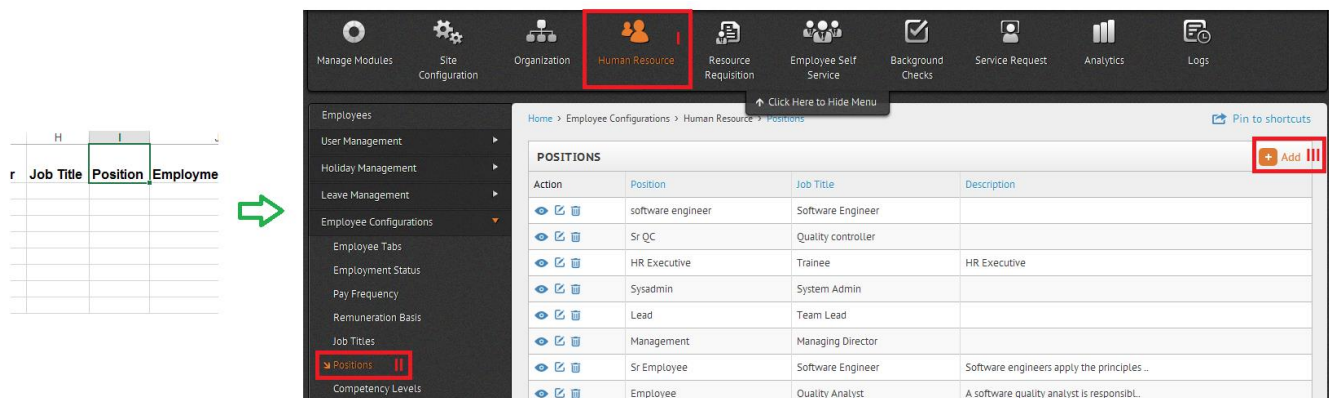 H I
Job Title Position Employme
Manage Modules
Site Configuration
Organization
Human Resource I
Resource Requisition
Employee Self Service
Background Checks
Service Request
Analytics
Logs
Click Here to Hide Menu
Employees
User Management
Holiday Management
Leave Management
Employee Configurations
Employee Tabs
Employment Status
Pay Frequency
Remuneration Basis
Job Titles
Positions II
Competency Levels
Home > Employee Configurations > Human Resource > Positions
Pin to shortcuts
POSITIONS
+ Add III
Action Position Job Title Description
software engineer Software Engineer
Sr QC Quality controller
HR Executive Trainee HR Executive
Sysadmin System Admin
Lead Team Lead
Management Managing Director
Sr Employee Software Engineer Software engineers apply the principles ..
Employee Quality Analyst A software quality analyst is responsibl..